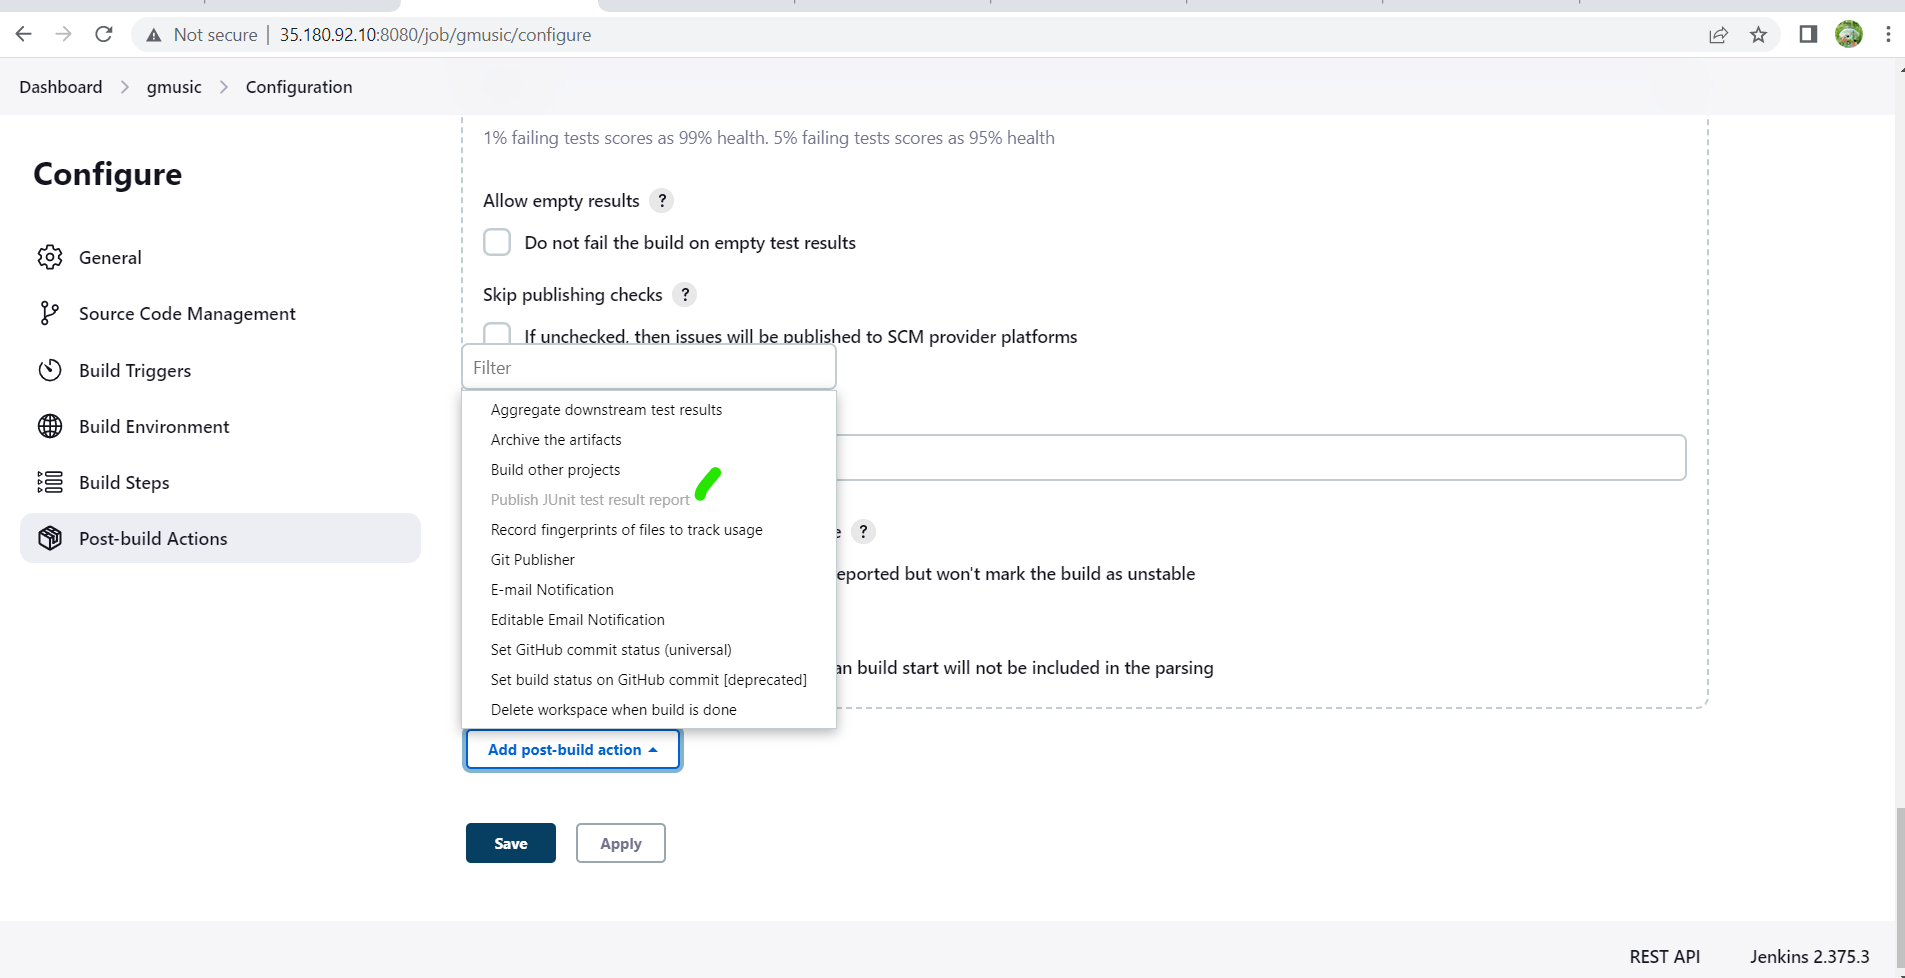 Not secure | 35.180.92.10:8080/job/gmusic/configure
Dashboard > gmusic > Configuration
Configure
General
Source Code Management
Build Triggers
Build Environment
Build Steps
Post-build Actions
1% failing tests scores as 99% health. 5% failing tests scores as 95% health
Allow empty results ?
Do not fail the build on empty test results
Skip publishing checks ?
If unchecked, then issues will be published to SCM provider platforms
Filter
Aggregate downstream test results
Archive the artifacts
Build other projects
Publish JUnit test result report
Record fingerprints of files to track usage
Git Publisher
E-mail Notification
Editable Email Notification
Set GitHub commit status (universal)
Set build status on GitHub commit [deprecated]
Delete workspace when build is done
?
eported but won't mark the build as unstable
an build start will not be included in the parsing
Add post-build action
Save
Apply
REST API
Jenkins 2.375.3